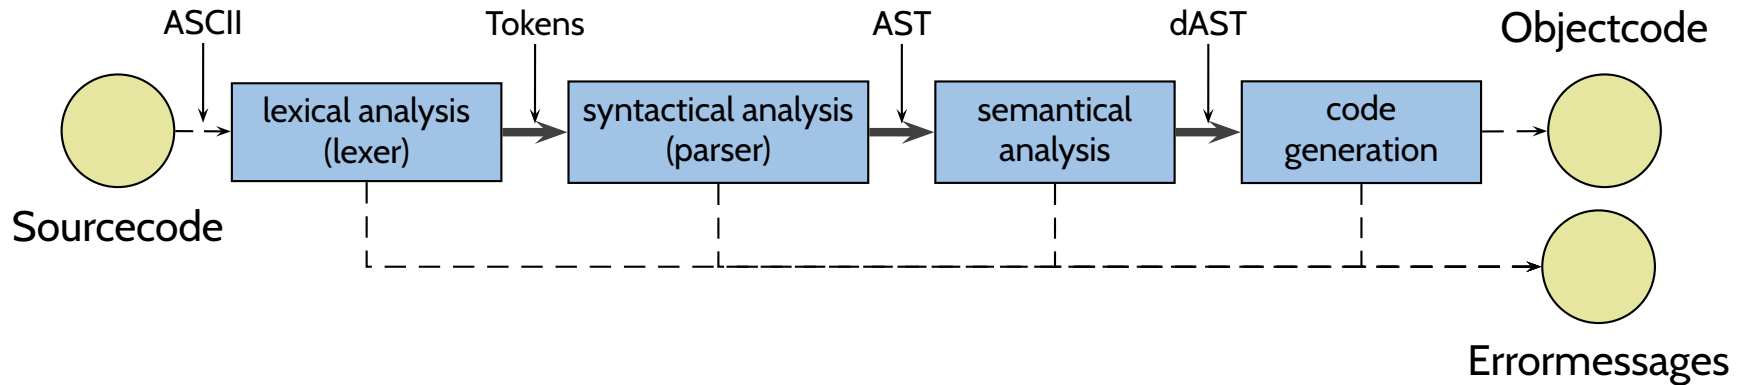 ASCII
Tokens
AST
dAST
Objectcode
lexical analysis
(lexer)
syntactical analysis
(parser)
semantical
analysis
code
generation
Sourcecode
Errormessages